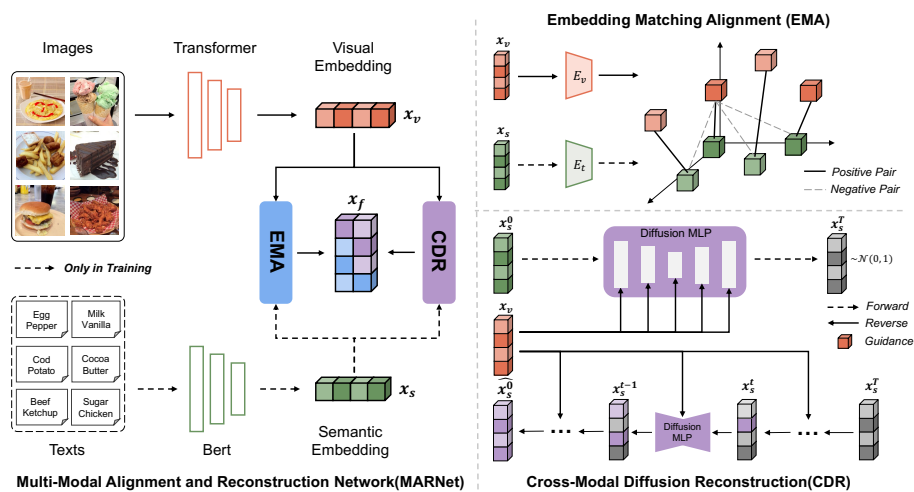 Images
Transformer
Visual
Embedding
x_v
EMA
x_f
CDR
Only in Training
Egg
Pepper
Milk
Vanilla
Cod
Potato
Cocoa
Butter
Beef
Ketchup
Sugar
Chicken
x_s
Texts
Bert
Semantic
Embedding
Multi-Modal Alignment and Reconstruction Network(MARNet)
Embedding Matching Alignment (EMA)
x_v
E_v
x_s
E_t
Positive Pair
Negative Pair
x_s^0
Diffusion MLP
x_s^T
~𝒩(0,1)
x_v
Forward
Reverse
Guidance
\widetilde{x_s^0}
...
x_s^{t-1}
Diffusion
MLP
x_s^t
...
x_s^T
Cross-Modal Diffusion Reconstruction(CDR)